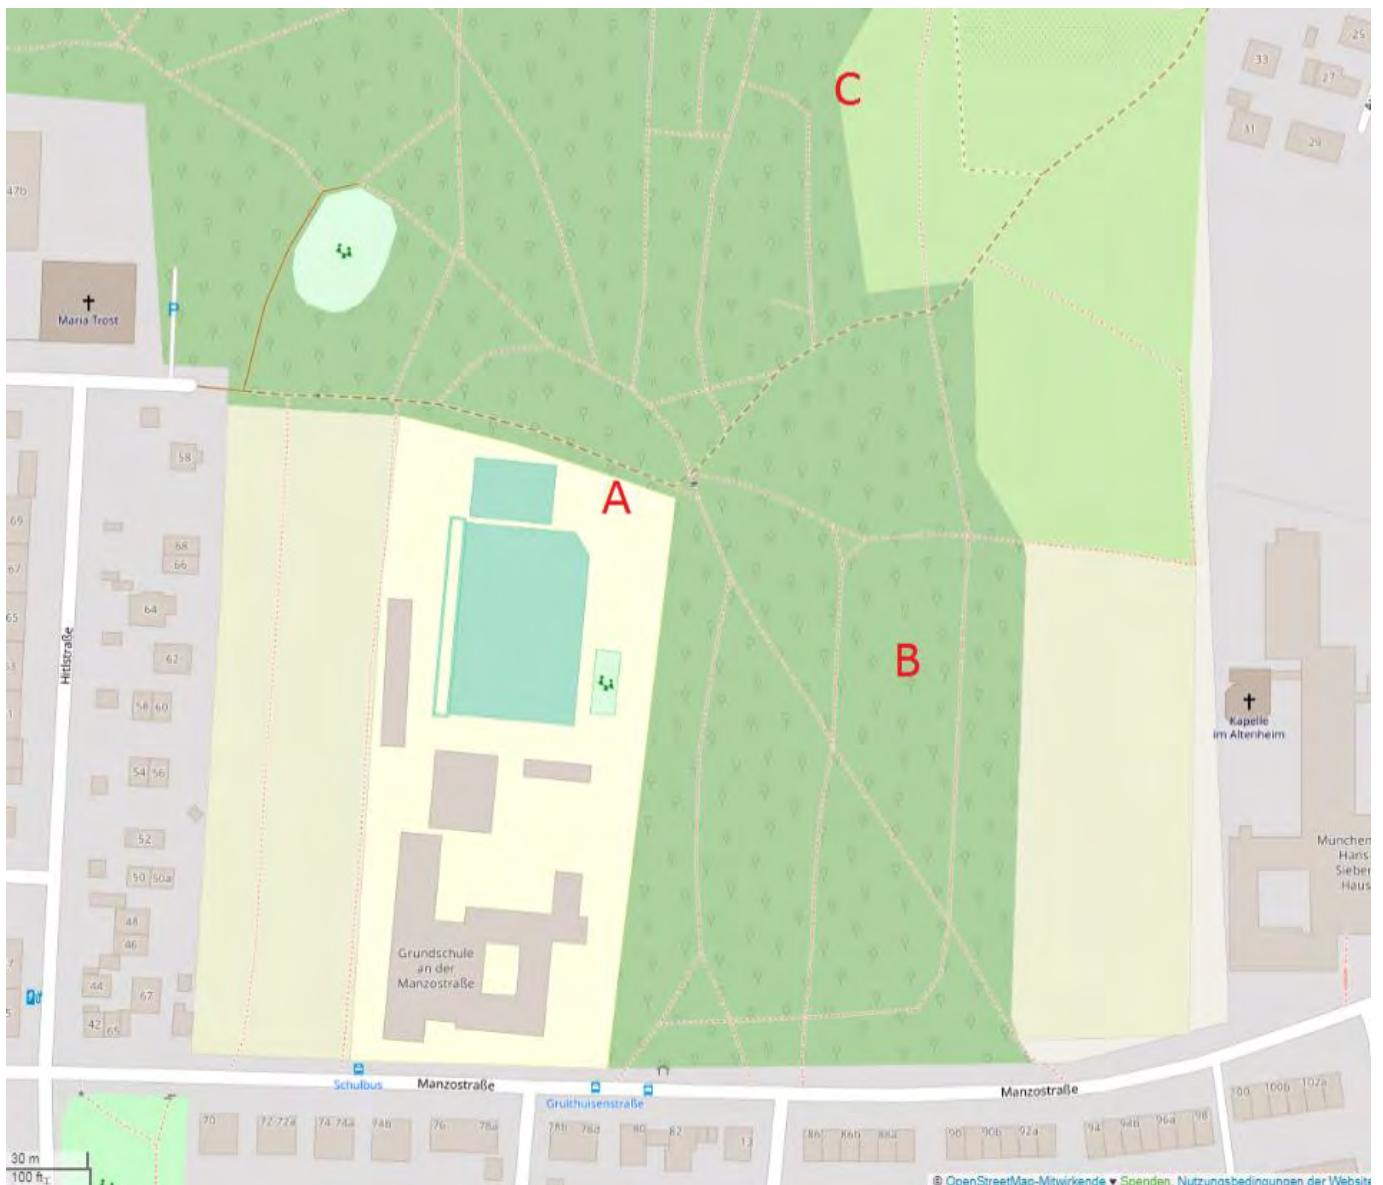 C
25
33
27
31
29
47b
Maria Trost
P
A
58
69
68
66
67
64
65
62
Hitlstraße
B
58 60
Kapelle
im Altenheim
54 56
52
München
Hans
Sieber
Haus
50 50a
48
46
Grundschule
an der
Manzostraße
44
67
42 65
Schulbus
Manzostraße
Manzostraße
Gruithuisenstraße
70
72-72a
74 74a
74b
76
78a
78b
78d
80
82
13
86
86b
88a
90
90b
92a
94
94b
96a
98
100
100b
102a
30 m
100 ft
© OpenStreetMap-Mitwirkende ♥ Spenden. Nutzungsbedingungen der Website